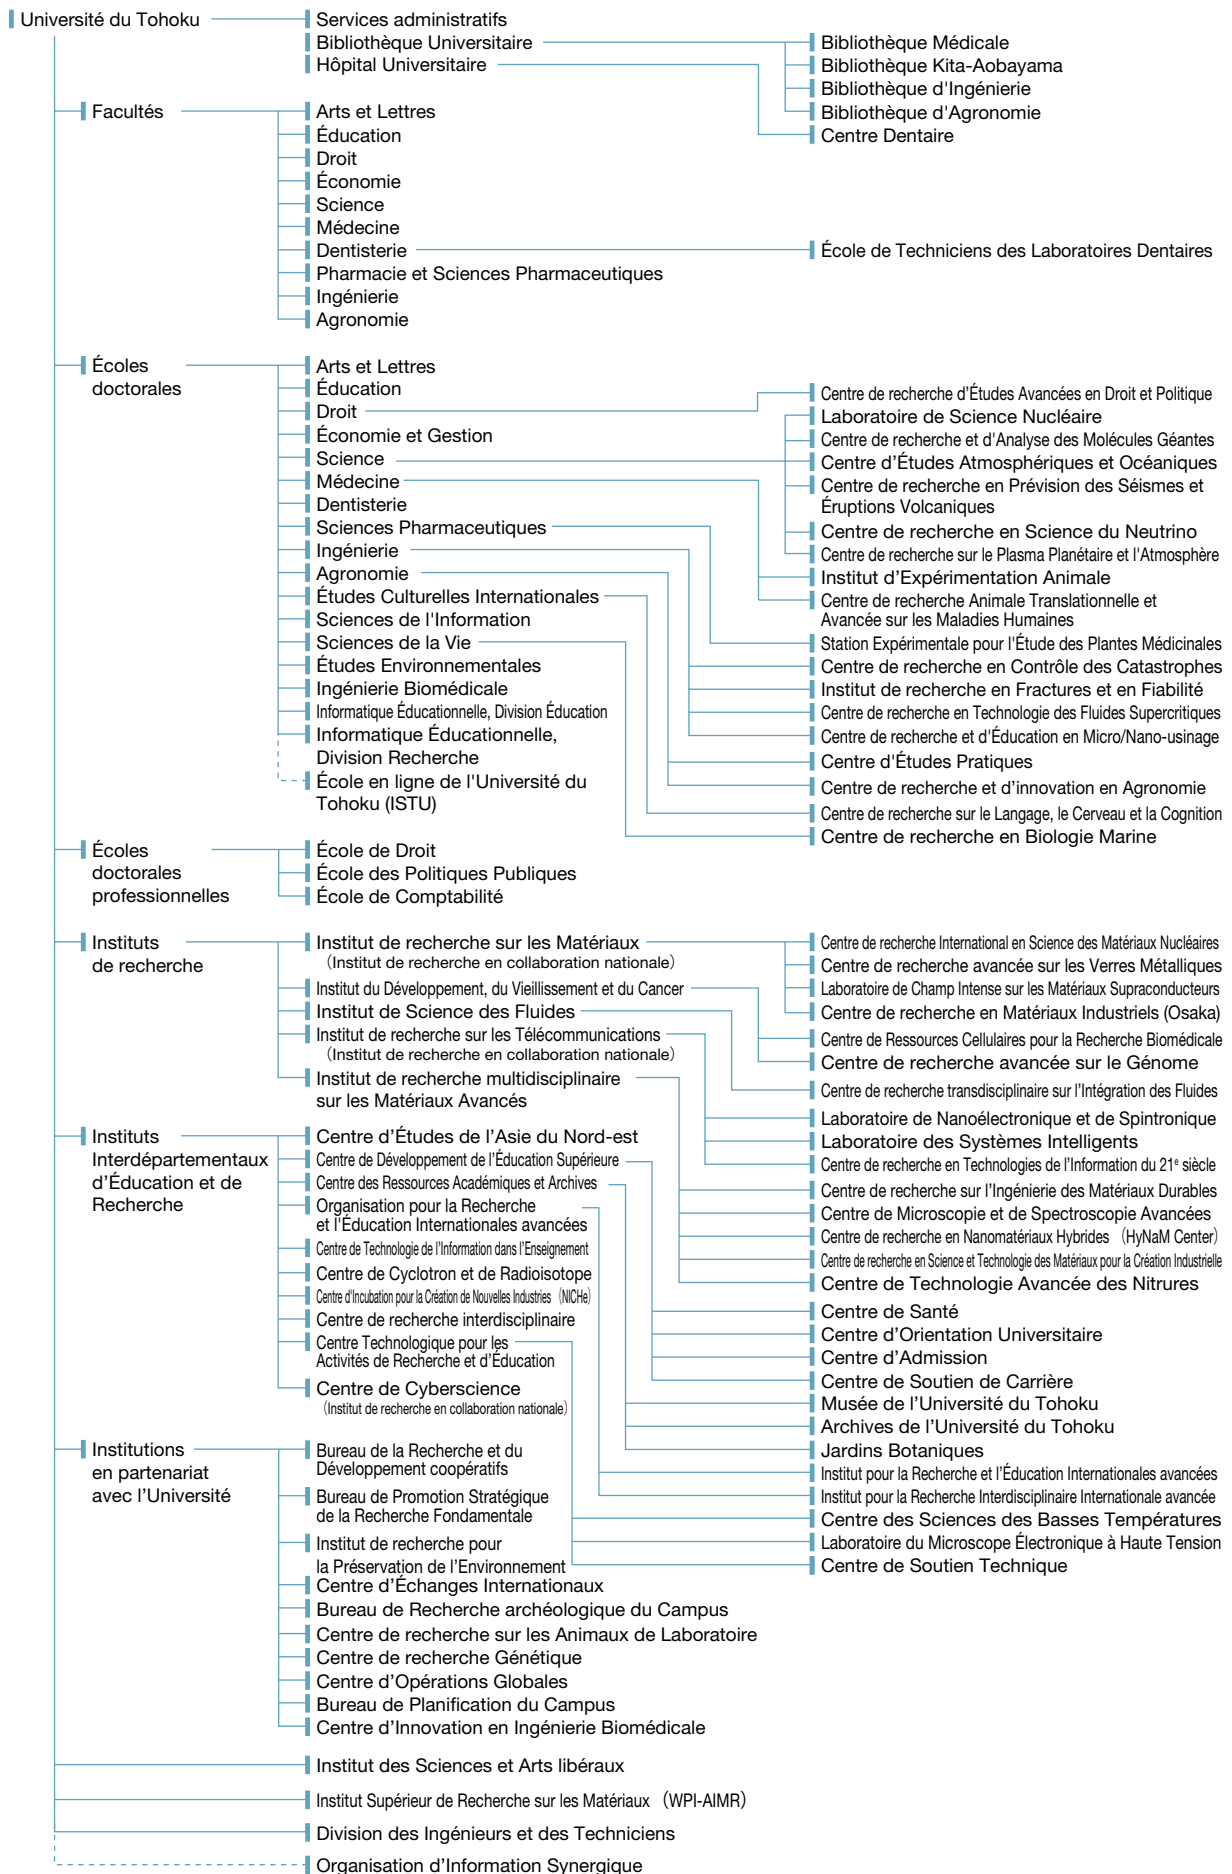 Université du Tohoku
Services administratifs
Bibliothèque Universitaire
Hôpital Universitaire
Bibliothèque Médicale
Bibliothèque Kita-Aobayama
Bibliothèque d'Ingénierie
Bibliothèque d'Agronomie
Centre Dentaire
Facultés
Arts et Lettres
Éducation
Droit
Économie
Science
Médecine
Dentisterie
École de Techniciens des Laboratoires Dentaires
Pharmacie et Sciences Pharmaceutiques
Ingénierie
Agronomie
Écoles
doctorales
Arts et Lettres
Éducation
Droit
Économie et Gestion
Science
Médecine
Dentisterie
Sciences Pharmaceutiques
Ingénierie
Agronomie
Études Culturelles Internationales
Sciences de l'Information
Sciences de la Vie
Études Environnementales
Ingénierie Biomédicale
Informatique Éducationnelle, Division Éducation
Informatique Éducationnelle,
Division Recherche
École en ligne de l'Université du
Tohoku (ISTU)
Centre de recherche d’Études Avancées en Droit et Politique
Laboratoire de Science Nucléaire
Centre de recherche et d'Analyse des Molécules Géantes
Centre d’Études Atmosphériques et Océaniques
Centre de recherche en Prévision des Séismes et
Éruptions Volcaniques
Centre de recherche en Science du Neutrino
Centre de recherche sur le Plasma Planétaire et l'Atmosphère
Institut d’Expérimentation Animale
Centre de recherche Animale Translationnelle et
Avancée sur les Maladies Humaines
Station Expérimentale pour l'Étude des Plantes Médicinales
Centre de recherche en Contrôle des Catastrophes
Institut de recherche en Fractures et en Fiabilité
Centre de recherche en Technologie des Fluides Supercritiques
Centre de recherche et d'Éducation en Micro/Nano-usinage
Centre d'Études Pratiques
Centre de recherche et d’innovation en Agronomie
Centre de recherche sur le Langage, le Cerveau et la Cognition
Centre de recherche en Biologie Marine
Écoles
doctorales
professionnelles
École de Droit
École des Politiques Publiques
École de Comptabilité
Instituts
de recherche
Institut de recherche sur les Matériaux
(Institut de recherche en collaboration nationale)
Institut du Développement, du Vieillissement et du Cancer
Institut de Science des Fluides
Institut de recherche sur les Télécommunications
(Institut de recherche en collaboration nationale)
Institut de recherche multidisciplinaire
sur les Matériaux Avancés
Centre de recherche International en Science des Matériaux Nucléaires
Centre de recherche avancée sur les Verres Métalliques
Laboratoire de Champ Intense sur les Matériaux Supraconducteurs
Centre de recherche en Matériaux Industriels (Osaka)
Centre de Ressources Cellulaires pour la Recherche Biomédicale
Centre de recherche avancée sur le Génome
Centre de recherche transdisciplinaire sur l’Intégration des Fluides
Laboratoire de Nanoélectronique et de Spintronique
Laboratoire des Systèmes Intelligents
Centre de recherche en Technologies de l’Information du 21e siècle
Centre de recherche sur l’Ingénierie des Matériaux Durables
Centre de Microscopie et de Spectroscopie Avancées
Centre de recherche en Nanomatériaux Hybrides (HyNaM Center)
Centre de recherche en Science et Technologie des Matériaux pour la Création Industrielle
Centre de Technologie Avancée des Nitrures
Instituts
Interdépartementaux
d’Éducation et de
Recherche
Centre d’Études de l’Asie du Nord-est
Centre de Développement de l’Éducation Supérieure
Centre des Ressources Académiques et Archives
Organisation pour la Recherche
et l'Éducation Internationales avancées
Centre de Technologie de l’Information dans l’Enseignement
Centre de Cyclotron et de Radioisotope
Centre d'Incubation pour la Création de Nouvelles Industries (NICHe)
Centre de recherche interdisciplinaire
Centre Technologique pour les
Activités de Recherche et d’Éducation
Centre de Cyberscience
(Institut de recherche en collaboration nationale)
Centre de Santé
Centre d’Orientation Universitaire
Centre d’Admission
Centre de Soutien de Carrière
Musée de l’Université du Tohoku
Archives de l’Université du Tohoku
Jardins Botaniques
Institut pour la Recherche et l’Éducation Internationales avancées
Institut pour la Recherche Interdisciplinaire Internationale avancée
Centre des Sciences des Basses Températures
Laboratoire du Microscope Électronique à Haute Tension
Centre de Soutien Technique
Institutions
en partenariat
avec l’Université
Bureau de la Recherche et du
Développement coopératifs
Bureau de Promotion Stratégique
de la Recherche Fondamentale
Institut de recherche pour
la Préservation de l’Environnement
Centre d’Échanges Internationaux
Bureau de Recherche archéologique du Campus
Centre de recherche sur les Animaux de Laboratoire
Centre de recherche Génétique
Centre d’Opérations Globales
Bureau de Planification du Campus
Centre d’Innovation en Ingénierie Biomédicale
Institut des Sciences et Arts libéraux
Institut Supérieur de Recherche sur les Matériaux (WPI-AIMR)
Division des Ingénieurs et des Techniciens
Organisation d’Information Synergique